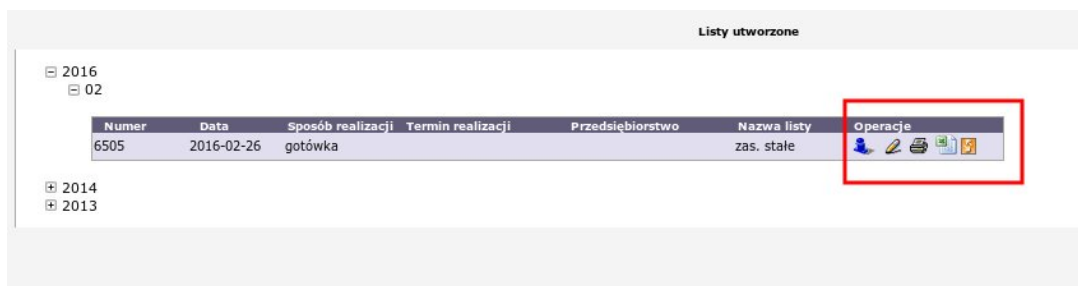 Listy utworzone
2016
02
Numer Data Sposób realizacji Termin realizacji Przedsiębiorstwo Nazwa listy Operacje
6505 2016-02-26 gotówka zas. stałe
2014
2013